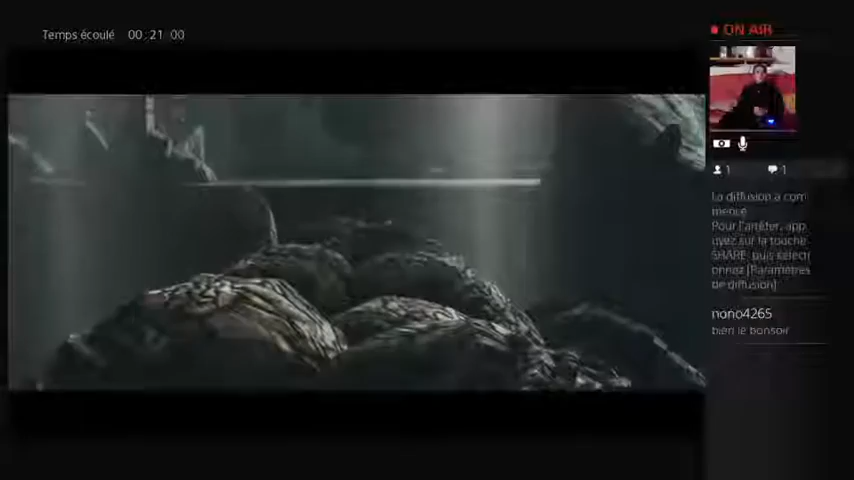 Temps écoulé 00:21:00
ON AIR
1 1
La diffusion a com
mencé
Pour l'arrêter, app
uyez sur la touche
SHARE puis sélecti
onnez [Paramètres
de diffusion]
nono4265
bien le bonsoir